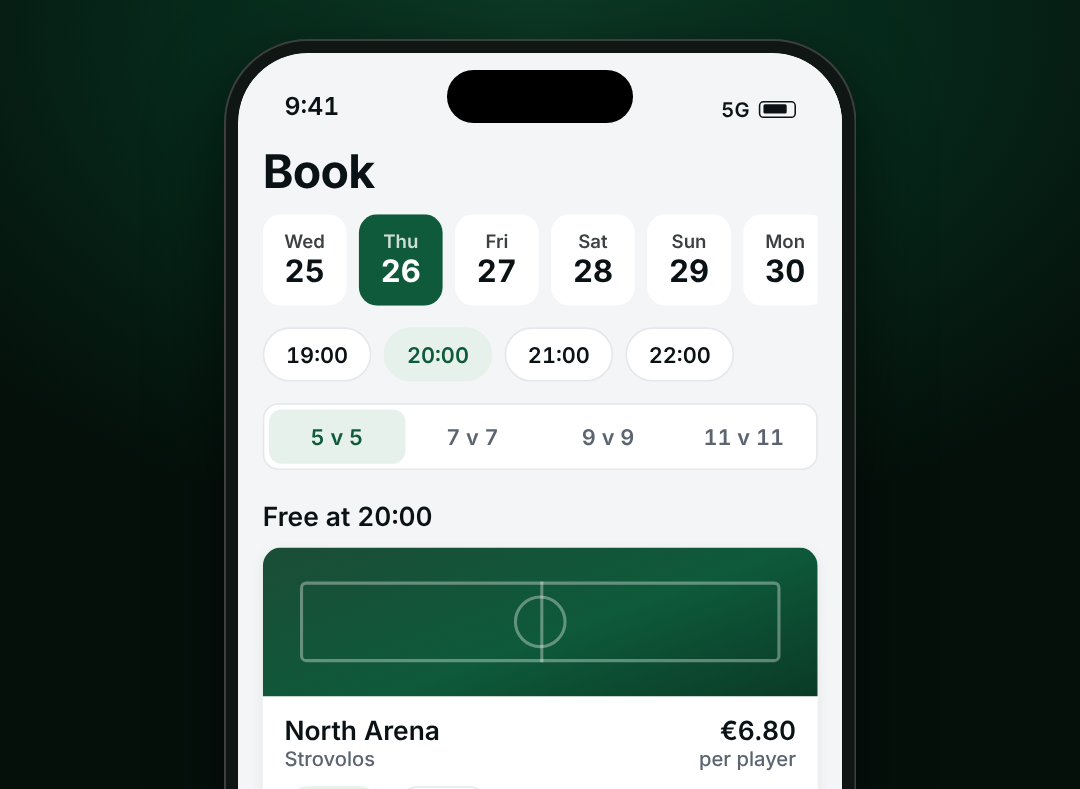 9:41
5G
Book
Wed Thu Fri Sat Sun Mon
25 26 27 28 29 30
19:00 20:00 21:00 22:00
5 v 5 7 v 7 9 v 9 11 v 11
Free at 20:00
North Arena €6.80
Strovolos per player